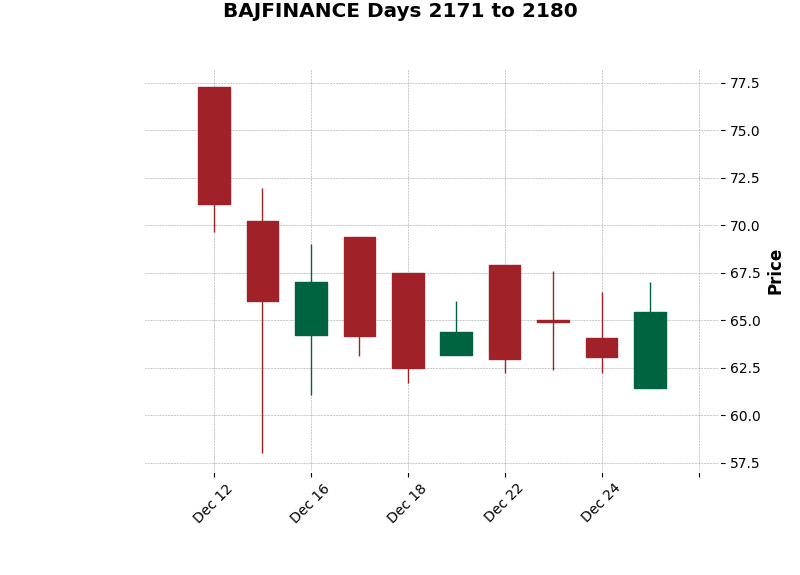 BAJFINANCE Days 2171 to 2180
77.5
75.0
72.5
70.0
67.5
65.0
62.5
60.0
57.5
Price
Dec 12
Dec 16
Dec 18
Dec 22
Dec 24